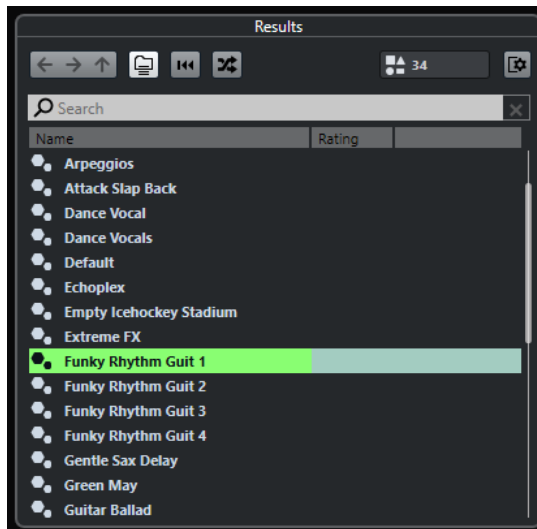 Results
34
Search
Name Rating
Arpeggios
Attack Slap Back
Dance Vocal
Dance Vocals
Default
Echoplex
Empty Icehockey Stadium
Extreme FX
Funky Rhythm Guit 1
Funky Rhythm Guit 2
Funky Rhythm Guit 3
Funky Rhythm Guit 4
Gentle Sax Delay
Green May
Guitar Ballad